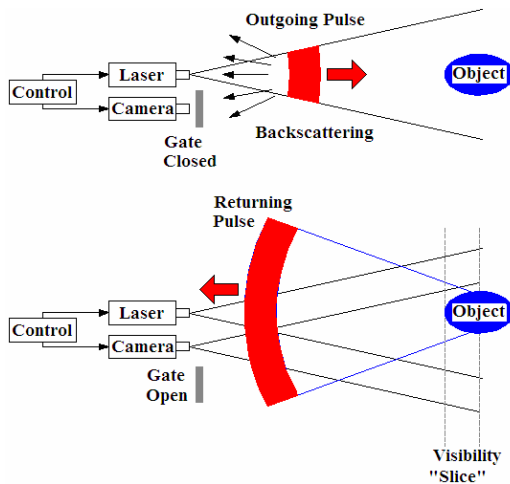 Outgoing Pulse
Laser
Object
Control
Camera
Gate
Closed
Backscattering
Returning
Pulse
Laser
Object
Control
Camera
Gate
Open
Visibility
"Slice"